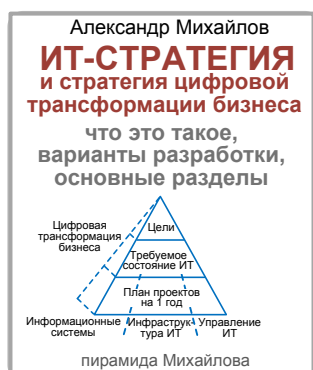 Александр Михайлов
ИТ-СТРАТЕГИЯ
и стратегия цифровой
трансформации бизнеса
что это такое,
варианты разработки,
основные разделы
Цифровая
трансформация
бизнеса
Цели
Требуемое
состояние ИТ
План проектов
на 1 год
Информационные
системы
Инфраструк-
тура ИТ
Управление
ИТ
пирамида Михайлова